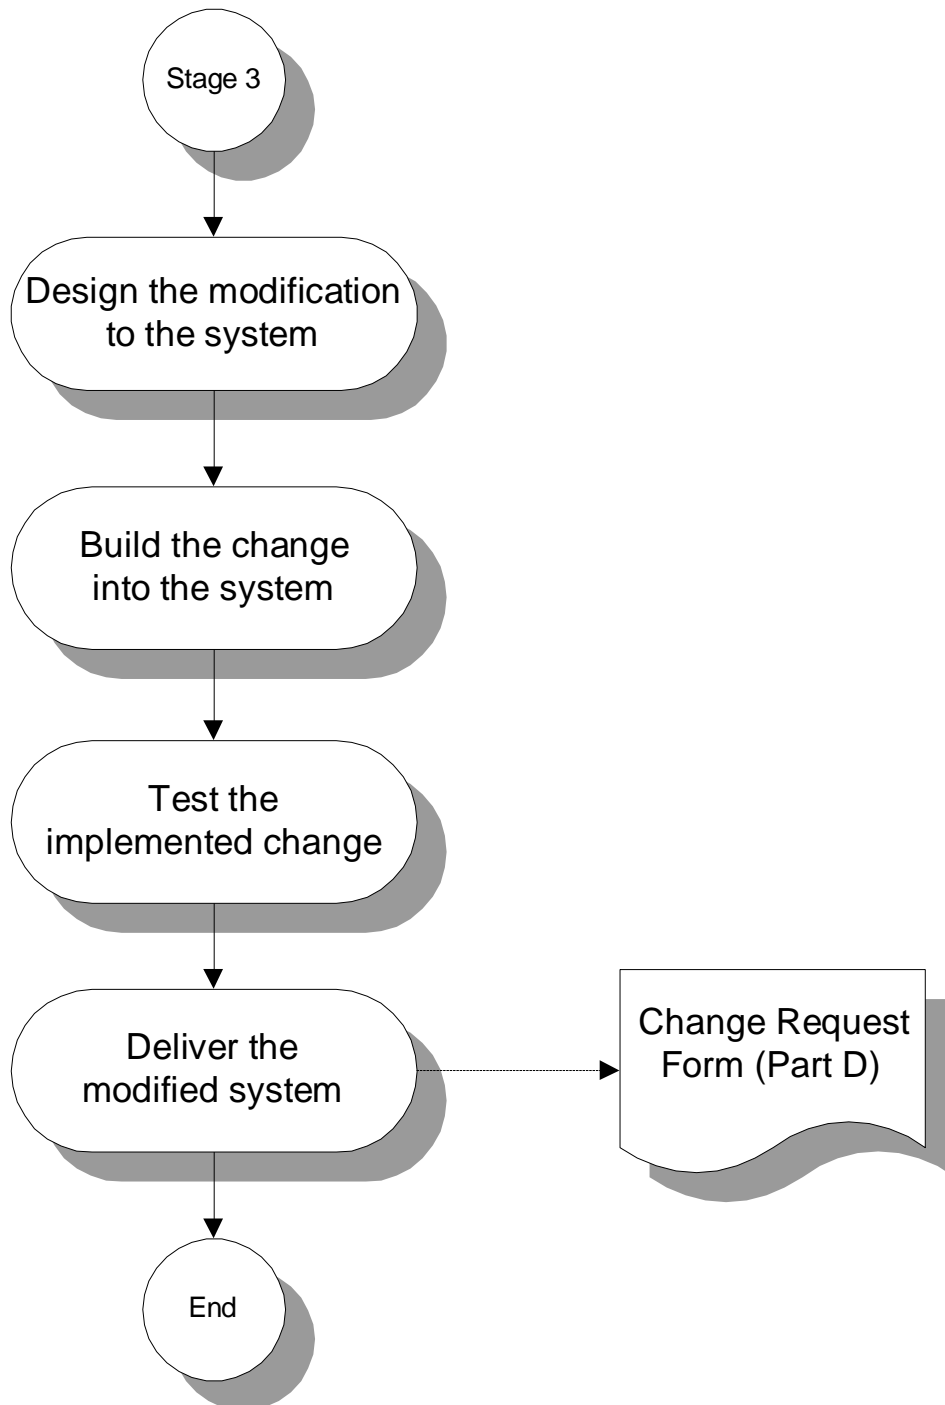 Stage 3
Design the modification
to the system
Build the change
into the system
Test the
implemented change
Deliver the
modified system
Change Request
Form (Part D)
End